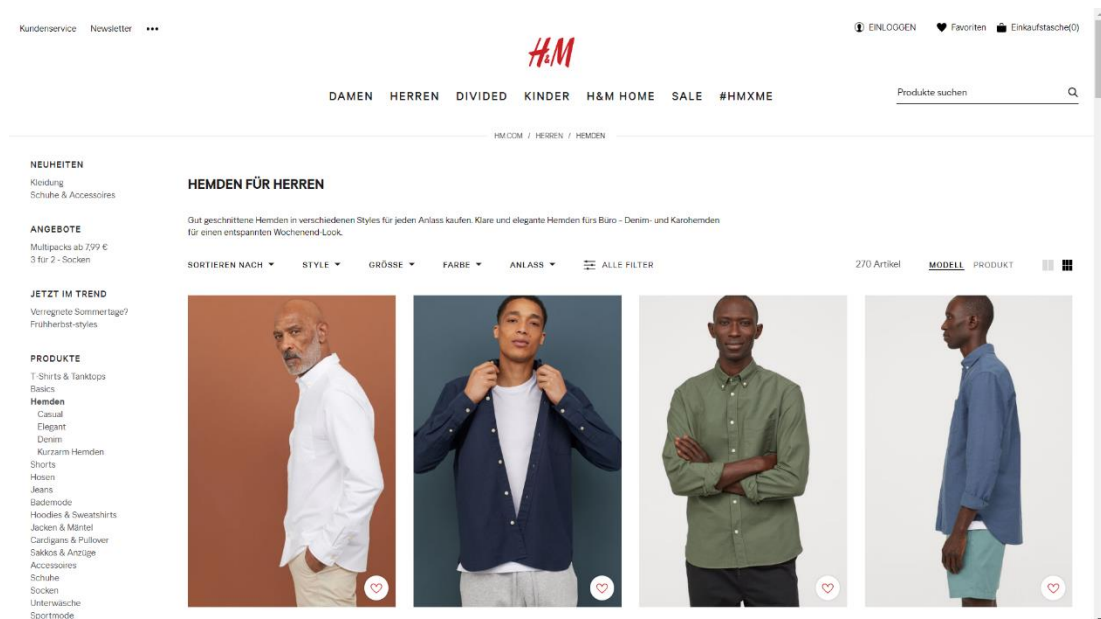 Kundenservice Newsletter •••
EINLOGGEN Favoriten Einkaufstasche(0)
H&M
DAMEN HERREN DIVIDED KINDER H&M HOME SALE #HMXME
Produkte suchen
HM.COM / HERREN / HEMDEN
NEUHEITEN
Kleidung
Schuhe & Accessoires
ANGEBOTE
Multipacks ab 7,99 €
3 für 2 - Socken
JETZT IM TREND
Verregnete Sommertage?
Frühherbst-styles
PRODUKTE
T-Shirts & Tanktops
Basics
Hemden
Casual
Elegant
Denim
Kurzarm Hemden
Shorts
Hosen
Jeans
Bademode
Hoodies & Sweatshirts
Jacken & Mäntel
Cardigans & Pullover
Sakkos & Anzüge
Accessoires
Schuhe
Socken
Unterwäsche
Sportmode
HEMDEN FÜR HERREN
Gut geschnittene Hemden in verschiedenen Styles für jeden Anlass kaufen. Klare und elegante Hemden fürs Büro – Denim- und Karohemden
für einen entspannten Wochenend-Look.
SORTIEREN NACH STYLE GRÖSSE FARBE ANLASS ALLE FILTER
270 Artikel MODELL PRODUKT